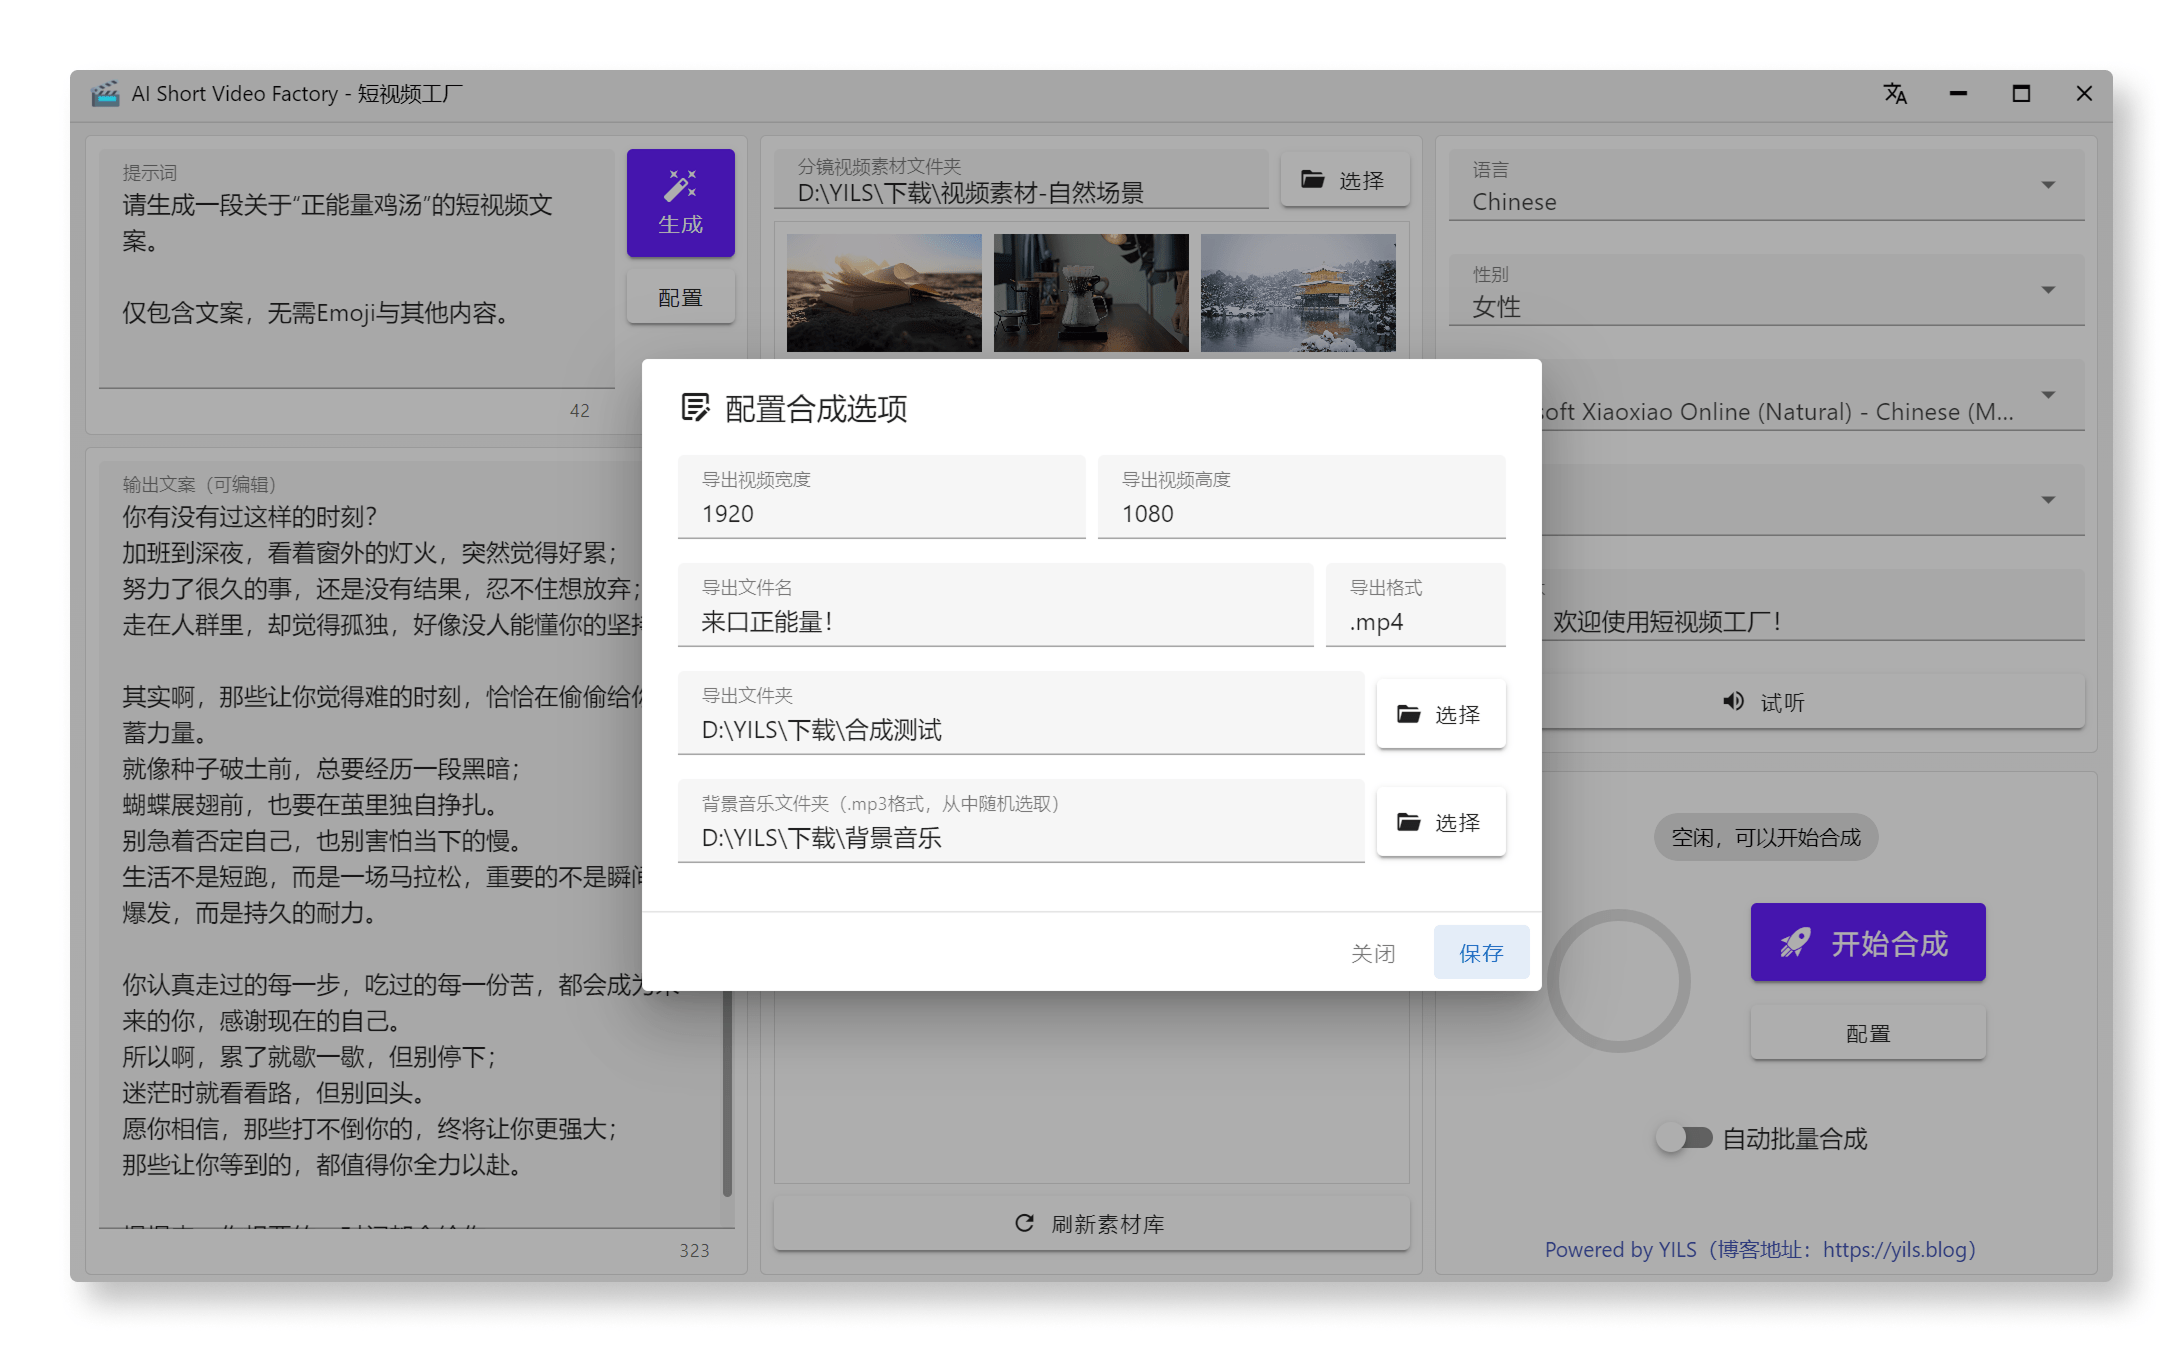 AI Short Video Factory - 短视频工厂
提示词
请生成一段关于“正能量鸡汤”的短视频文
案。
仅包含文案，无需Emoji与其他内容。
42
生成
配置
输出文案（可编辑）
你有没有过这样的时刻？
加班到深夜，看着窗外的灯火，突然觉得好累；
努力了很久的事，还是没有结果，忍不住想放弃；
走在人群里，却觉得孤独，好像没人能懂你的坚持
其实啊，那些让你觉得难的时刻，恰恰在偷偷给你
蓄力量。
就像种子破土前，总要经历一段黑暗；
蝴蝶展翅前，也要在茧里独自挣扎。
别急着否定自己，也别害怕当下的慢。
生活不是短跑，而是一场马拉松，重要的不是瞬间
爆发，而是持久的耐力。
你认真走过的每一步，吃过的每一份苦，都会成为未
来的你，感谢现在的自己。
所以啊，累了就歇一歇，但别停下；
迷茫时就看看路，但别回头。
愿你相信，那些打不倒你的，终将让你更强大；
那些让你等到的，都值得你全力以赴。
323
分镜视频素材文件夹
D:\YILS\下载\视频素材-自然场景
选择
刷新素材库
配置合成选项
导出视频宽度
1920
导出视频高度
1080
导出文件名
来口正能量！
导出格式
.mp4
导出文件夹
D:\YILS\下载\合成测试
选择
背景音乐文件夹（.mp3格式，从中随机选取）
D:\YILS\下载\背景音乐
选择
关闭
保存
语言
Chinese
性别
女性
soft Xiaoxiao Online (Natural) - Chinese (M...
欢迎使用短视频工厂！
试听
空闲，可以开始合成
开始合成
配置
自动批量合成
Powered by YILS（博客地址：https://yils.blog）